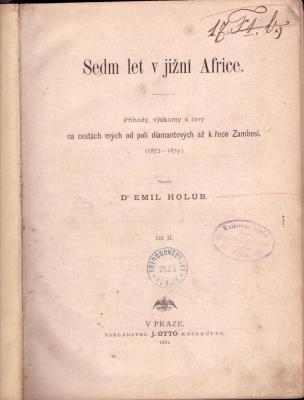 Sedm let v jižní Africe.
Příhody, výzkumy a lovy
na cestách mých od polí diamantových až k řece Zambesi.
(1872—1879)
Napsal
Dr EMIL HOLUB.
Díl II.
V PRAZE.
NAKLADATEL J. OTTO KNIHKUPEC.
1881.